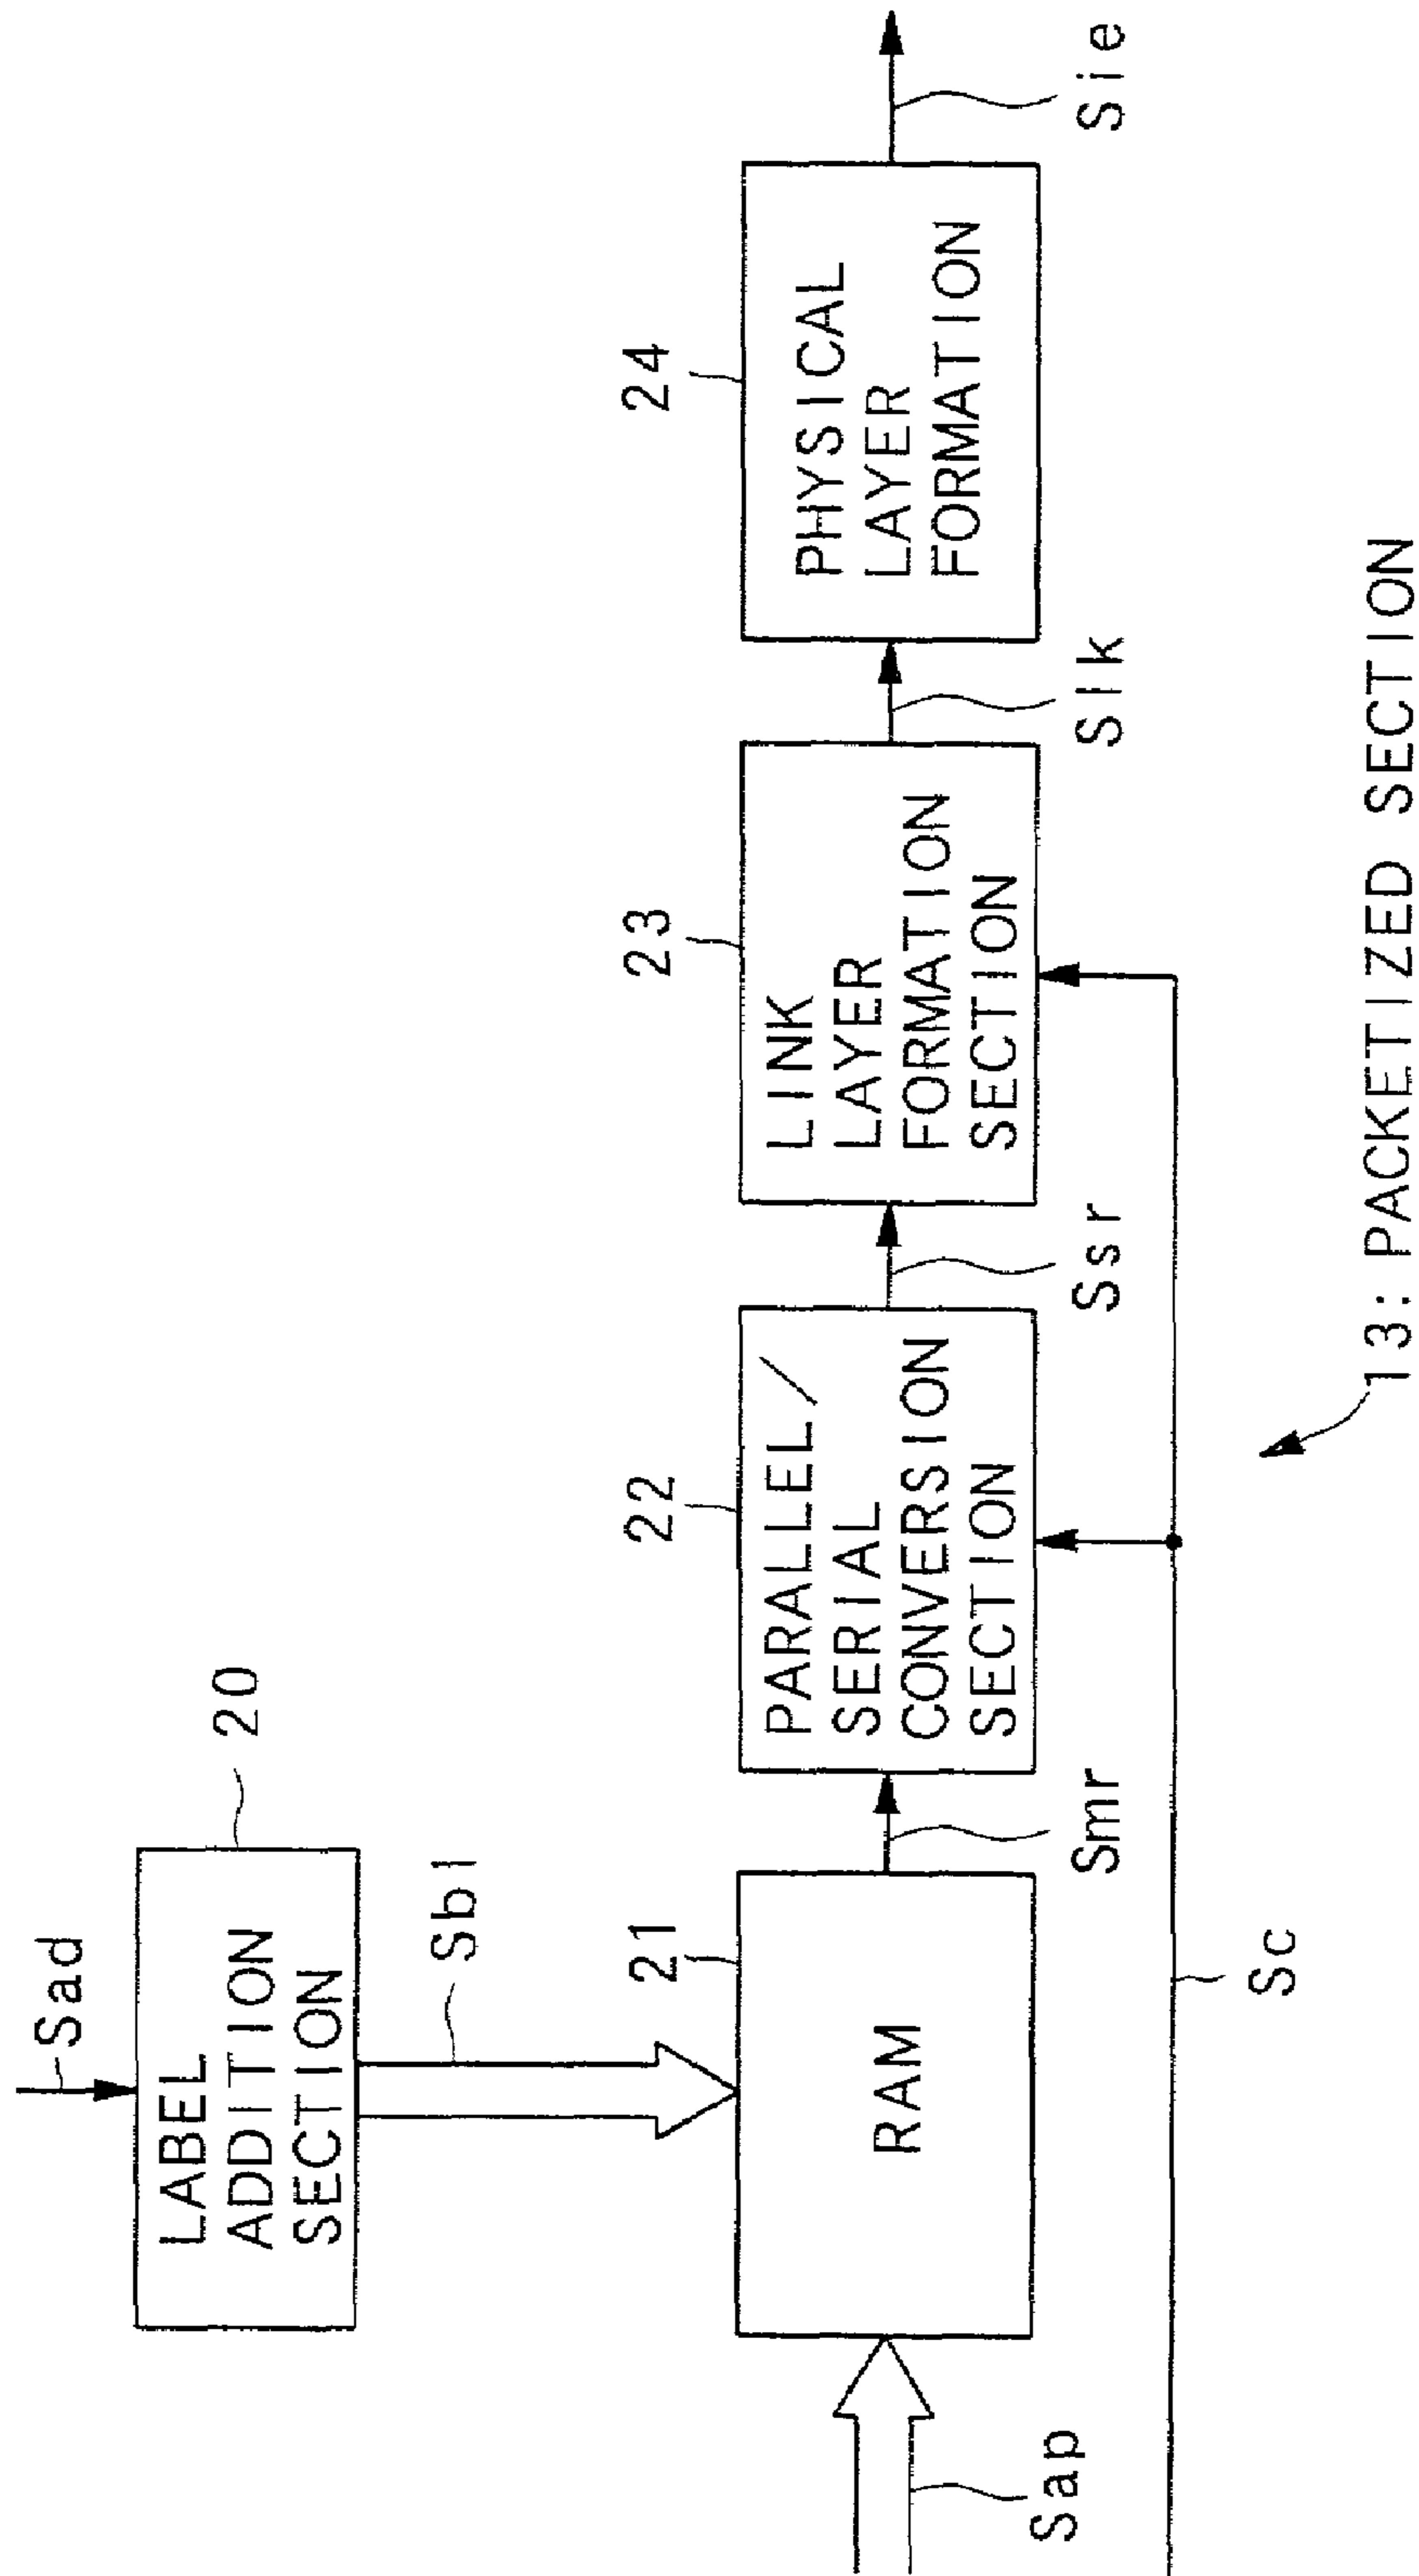 Sad
20
LABEL
ADDITION
SECTION
Sbl
21
RAM
22
PARALLEL/
SERIAL
CONVERSION
SECTION
23
LINK
LAYER
FORMATION
SECTION
24
PHYSICAL
LAYER
FORMATION
Sap
Smr
Ssr
Slk
Sie
Sc
13: PACKETIZED SECTION